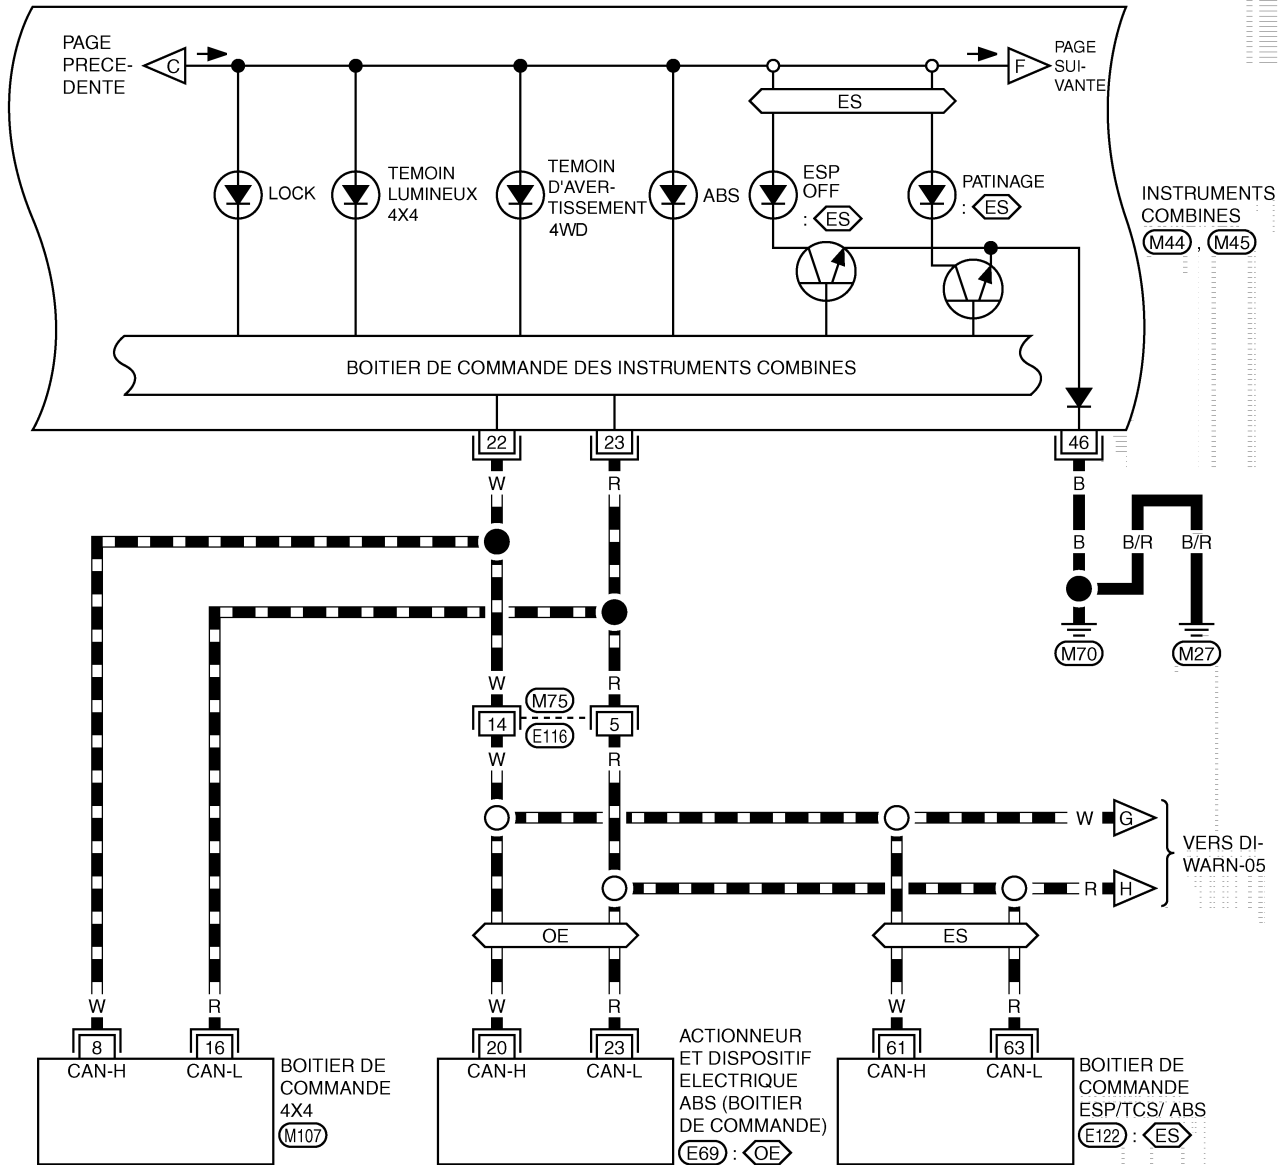 PAGE
PRECE-
DENTE
C
F
PAGE
SUI-
VANTE
ES
LOCK
TEMOIN
LUMINEUX
4X4
TEMOIN
D'AVER-
TISSEMENT
4WD
ABS
ESP
OFF
: ES
PATINAGE
: ES
INSTRUMENTS
COMBINES
M44 , M45
BOITIER DE COMMANDE DES INSTRUMENTS COMBINES
22
23
46
W
R
B
B
B/R
B/R
M70
M27
W
R
14
M75
E116
5
W
R
W
G
R
H
VERS DI-
WARN-05
OE
ES
W
R
W
R
W
R
8
16
20
23
61
63
CAN-H
CAN-L
BOITIER DE
COMMANDE
4X4
M107
CAN-H
CAN-L
ACTIONNEUR
ET DISPOSITIF
ELECTRIQUE
ABS (BOITIER
DE COMMANDE)
E69 : OE
CAN-H
CAN-L
BOITIER DE
COMMANDE
ESP/TCS/ ABS
E122 : ES